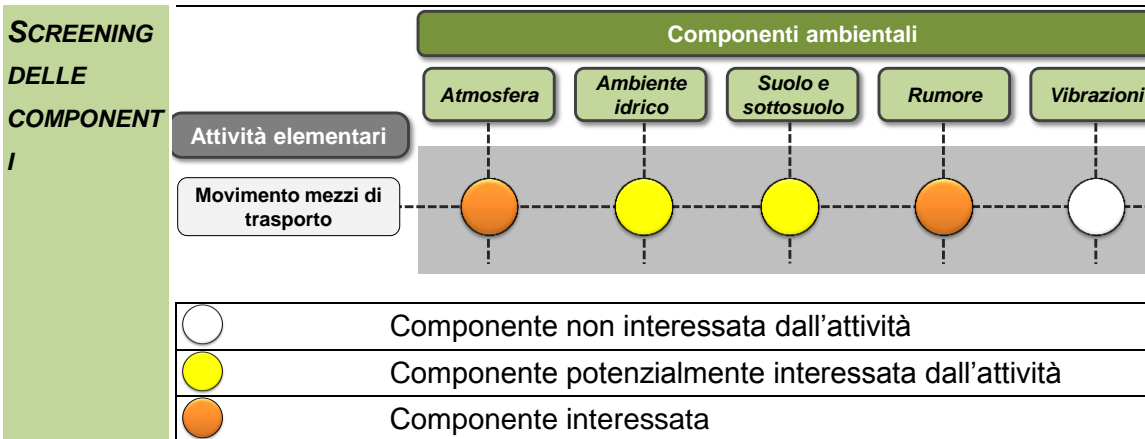 SCREENING
DELLE
COMPONENT
I
Componenti ambientali
Atmosfera
Ambiente
idrico
Suolo e
sottosuolo
Rumore
Vibrazioni
Attività elementari
Movimento mezzi di
trasporto
Componente non interessata dall'attività
Componente potenzialmente interessata dall'attività
Componente interessata